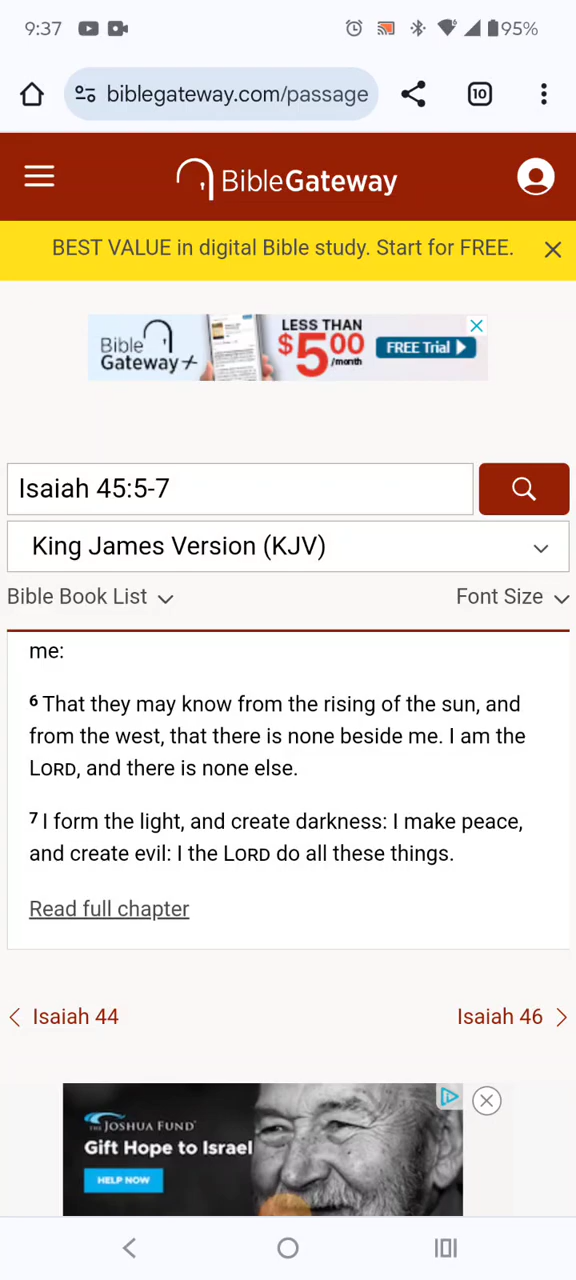 9:37 95%
biblegateway.com/passage 10
BibleGateway
BEST VALUE in digital Bible study. Start for FREE.
Bible Gateway+
LESS THAN
$5.00
/month
FREE Trial
Isaiah 45:5-7
King James Version (KJV)
Bible Book List Font Size
me:
6 That they may know from the rising of the sun, and
from the west, that there is none beside me. I am the
LORD, and there is none else.
7 I form the light, and create darkness: I make peace,
and create evil: I the LORD do all these things.
Read full chapter
Isaiah 44 Isaiah 46
THE JOSHUA FUND
Gift Hope to Israel
HELP NOW